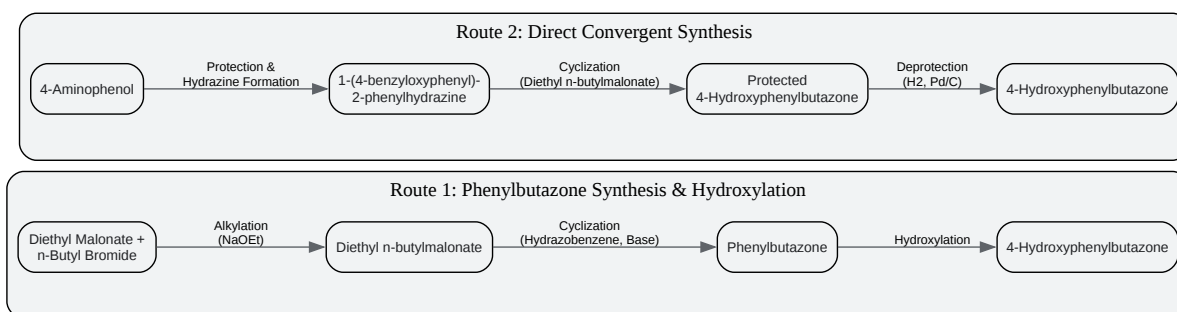 Route 2: Direct Convergent Synthesis
4-Aminophenol
Protection &
Hydrazine Formation
1-(4-benzyloxyphenyl)-
2-phenylhydrazine
Cyclization
(Diethyl n-butylmalonate)
Protected
4-Hydroxyphenylbutazone
Deprotection
(H2, Pd/C)
4-Hydroxyphenylbutazone
Route 1: Phenylbutazone Synthesis & Hydroxylation
Diethyl Malonate +
n-Butyl Bromide
Alkylation
(NaOEt)
Diethyl n-butylmalonate
Cyclization
(Hydrazobenzene, Base)
Phenylbutazone
Hydroxylation
4-Hydroxyphenylbutazone